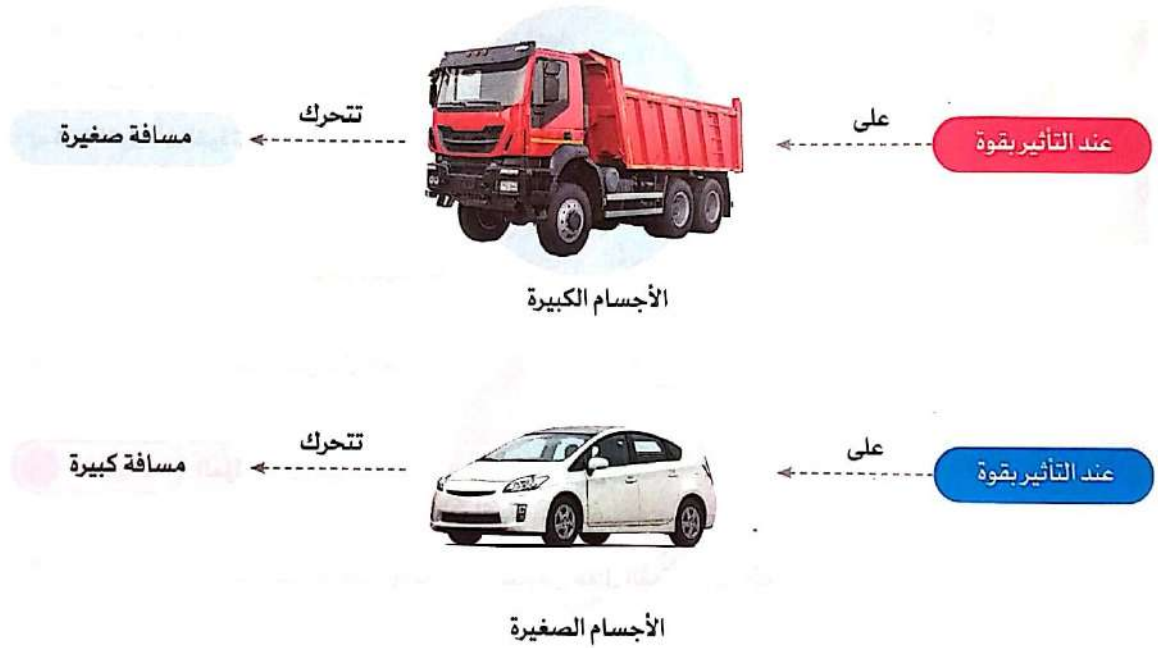 عند التأثير بقوة
على
تتحرك
مسافة صغيرة
الأجسام الكبيرة
عند التأثير بقوة
على
تتحرك
مسافة كبيرة
الأجسام الصغيرة